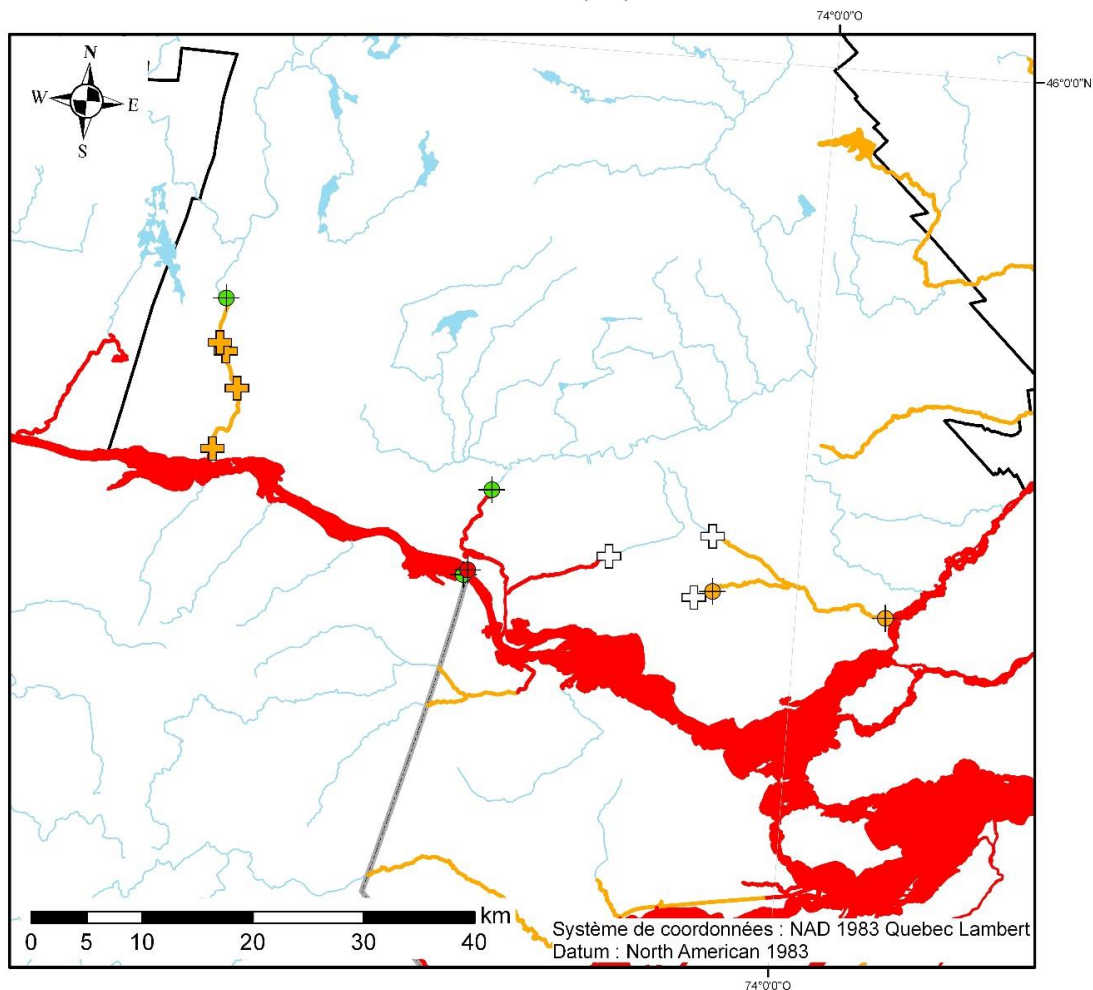 74°0'0"O
N
W E
S
46°0'0"N
km
0 5 10 20 30 40
Système de coordonnées : NAD 1983 Quebec Lambert
Datum : North American 1983
74°0'0"O